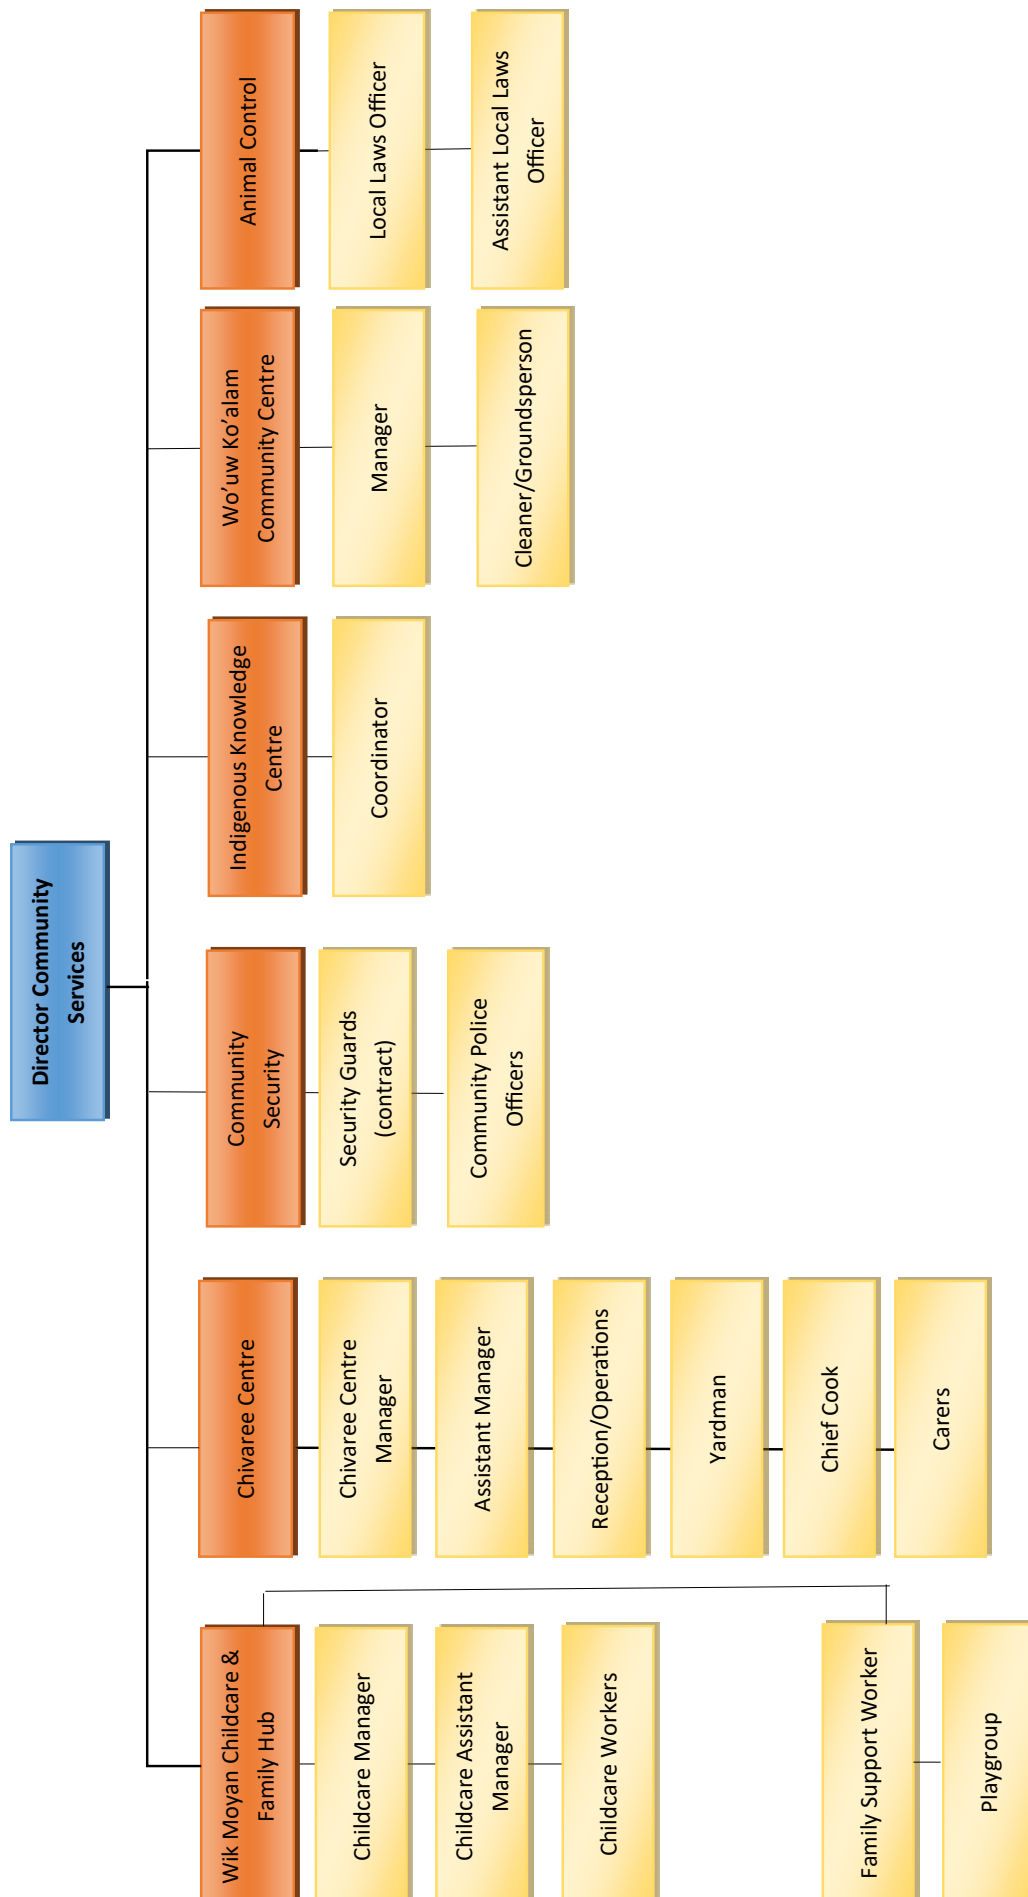 Director Community
Services
Wik Moyan Childcare &
Family Hub
Childcare Manager
Childcare Assistant
Manager
Childcare Workers
Family Support Worker
Playgroup
Chivaree Centre
Chivaree Centre
Manager
Assistant Manager
Reception/Operations
Yardman
Chief Cook
Carers
Community
Security
Security Guards
(contract)
Community Police
Officers
Indigenous Knowledge
Centre
Coordinator
Wo’uw Ko’alam
Community Centre
Manager
Cleaner/Groundsperson
Animal Control
Local Laws Officer
Assistant Local Laws
Officer